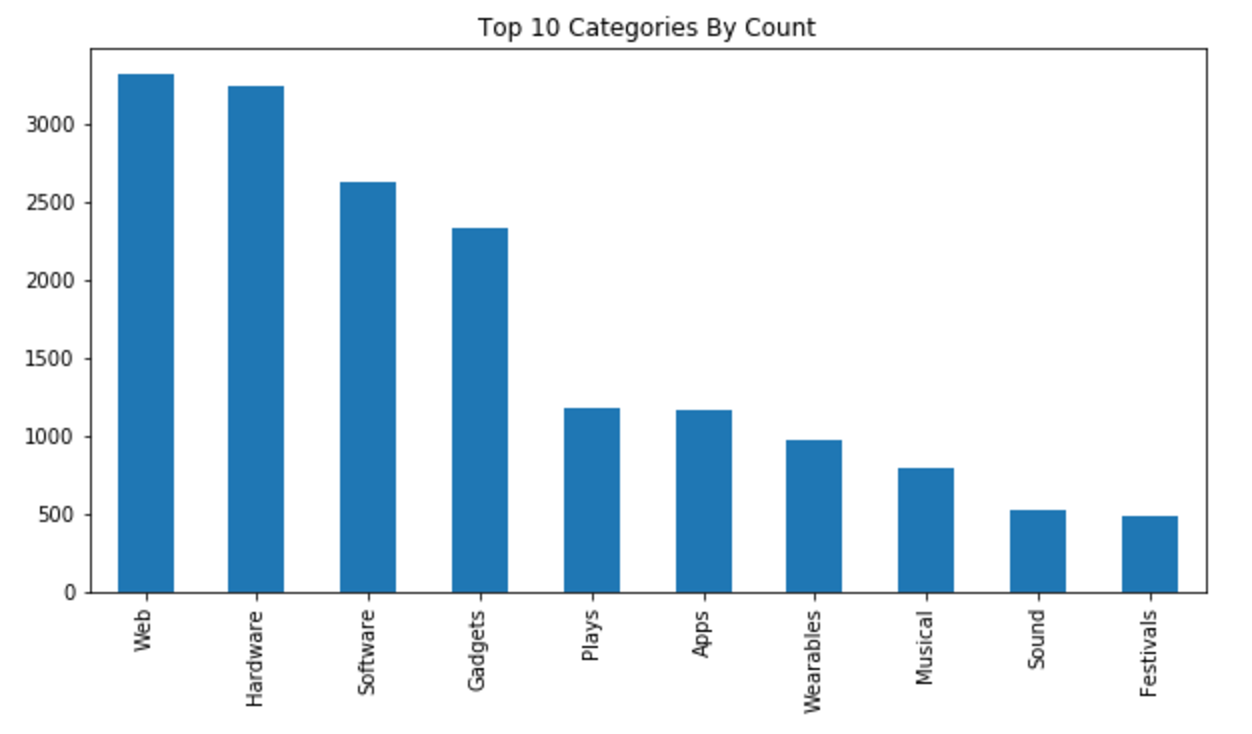 Top 10 Categories By Count
3000
2500
2000
1500
1000
500
0
Web
Hardware
Software
Gadgets
Plays
Apps
Wearables
Musical
Sound
Festivals